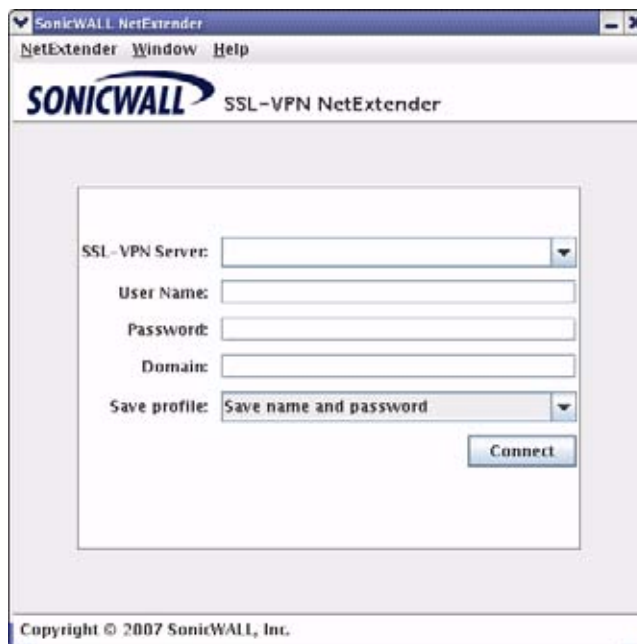 SonicWALL NetExtender
NetExtender Window Help
SONICWALL SSL-VPN NetExtender
SSL-VPN Server:
User Name:
Password:
Domain:
Save profile: Save name and password
Connect
Copyright © 2007 SonicWALL, Inc.